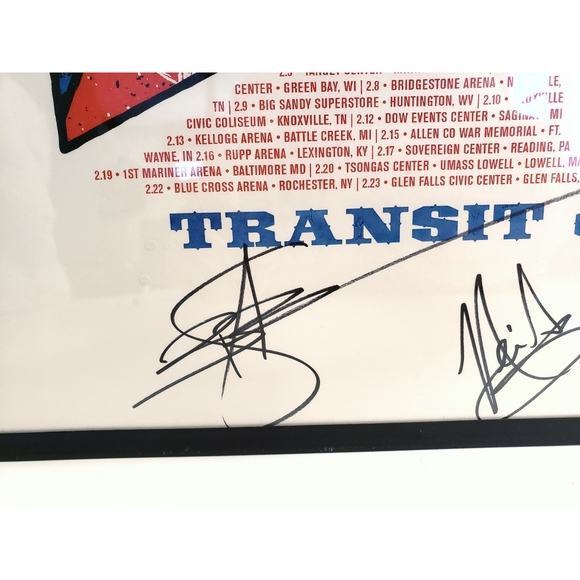 TARGET CENTER
CENTER • GREEN BAY, WI | 2.8 • BRIDGESTONE ARENA •
TN | 2.9 • BIG SANDY SUPERSTORE • HUNTINGTON, WV | 2.10 •
CIVIC COLISEUM • KNOXVILLE, TN | 2.12 • DOW EVENTS CENTER • MI
2.13 • KELLOGG ARENA • BATTLE CREEK, MI | 2.15 • ALLEN CO WAR MEMORIAL • FT.
WAYNE, IN 2.16 • RUPP ARENA • LEXINGTON, KY | 2.17 • SOVEREIGN CENTER • READING, PA
2.19 • 1ST MARINER ARENA • BALTIMORE MD | 2.20 • TSONGAS CENTER • UMASS LOWELL • LOWELL,
2.22 • BLUE CROSS ARENA • ROCHESTER, NY | 2.23 • GLEN FALLS CIVIC CENTER • GLEN FALLS,
TRANSIT